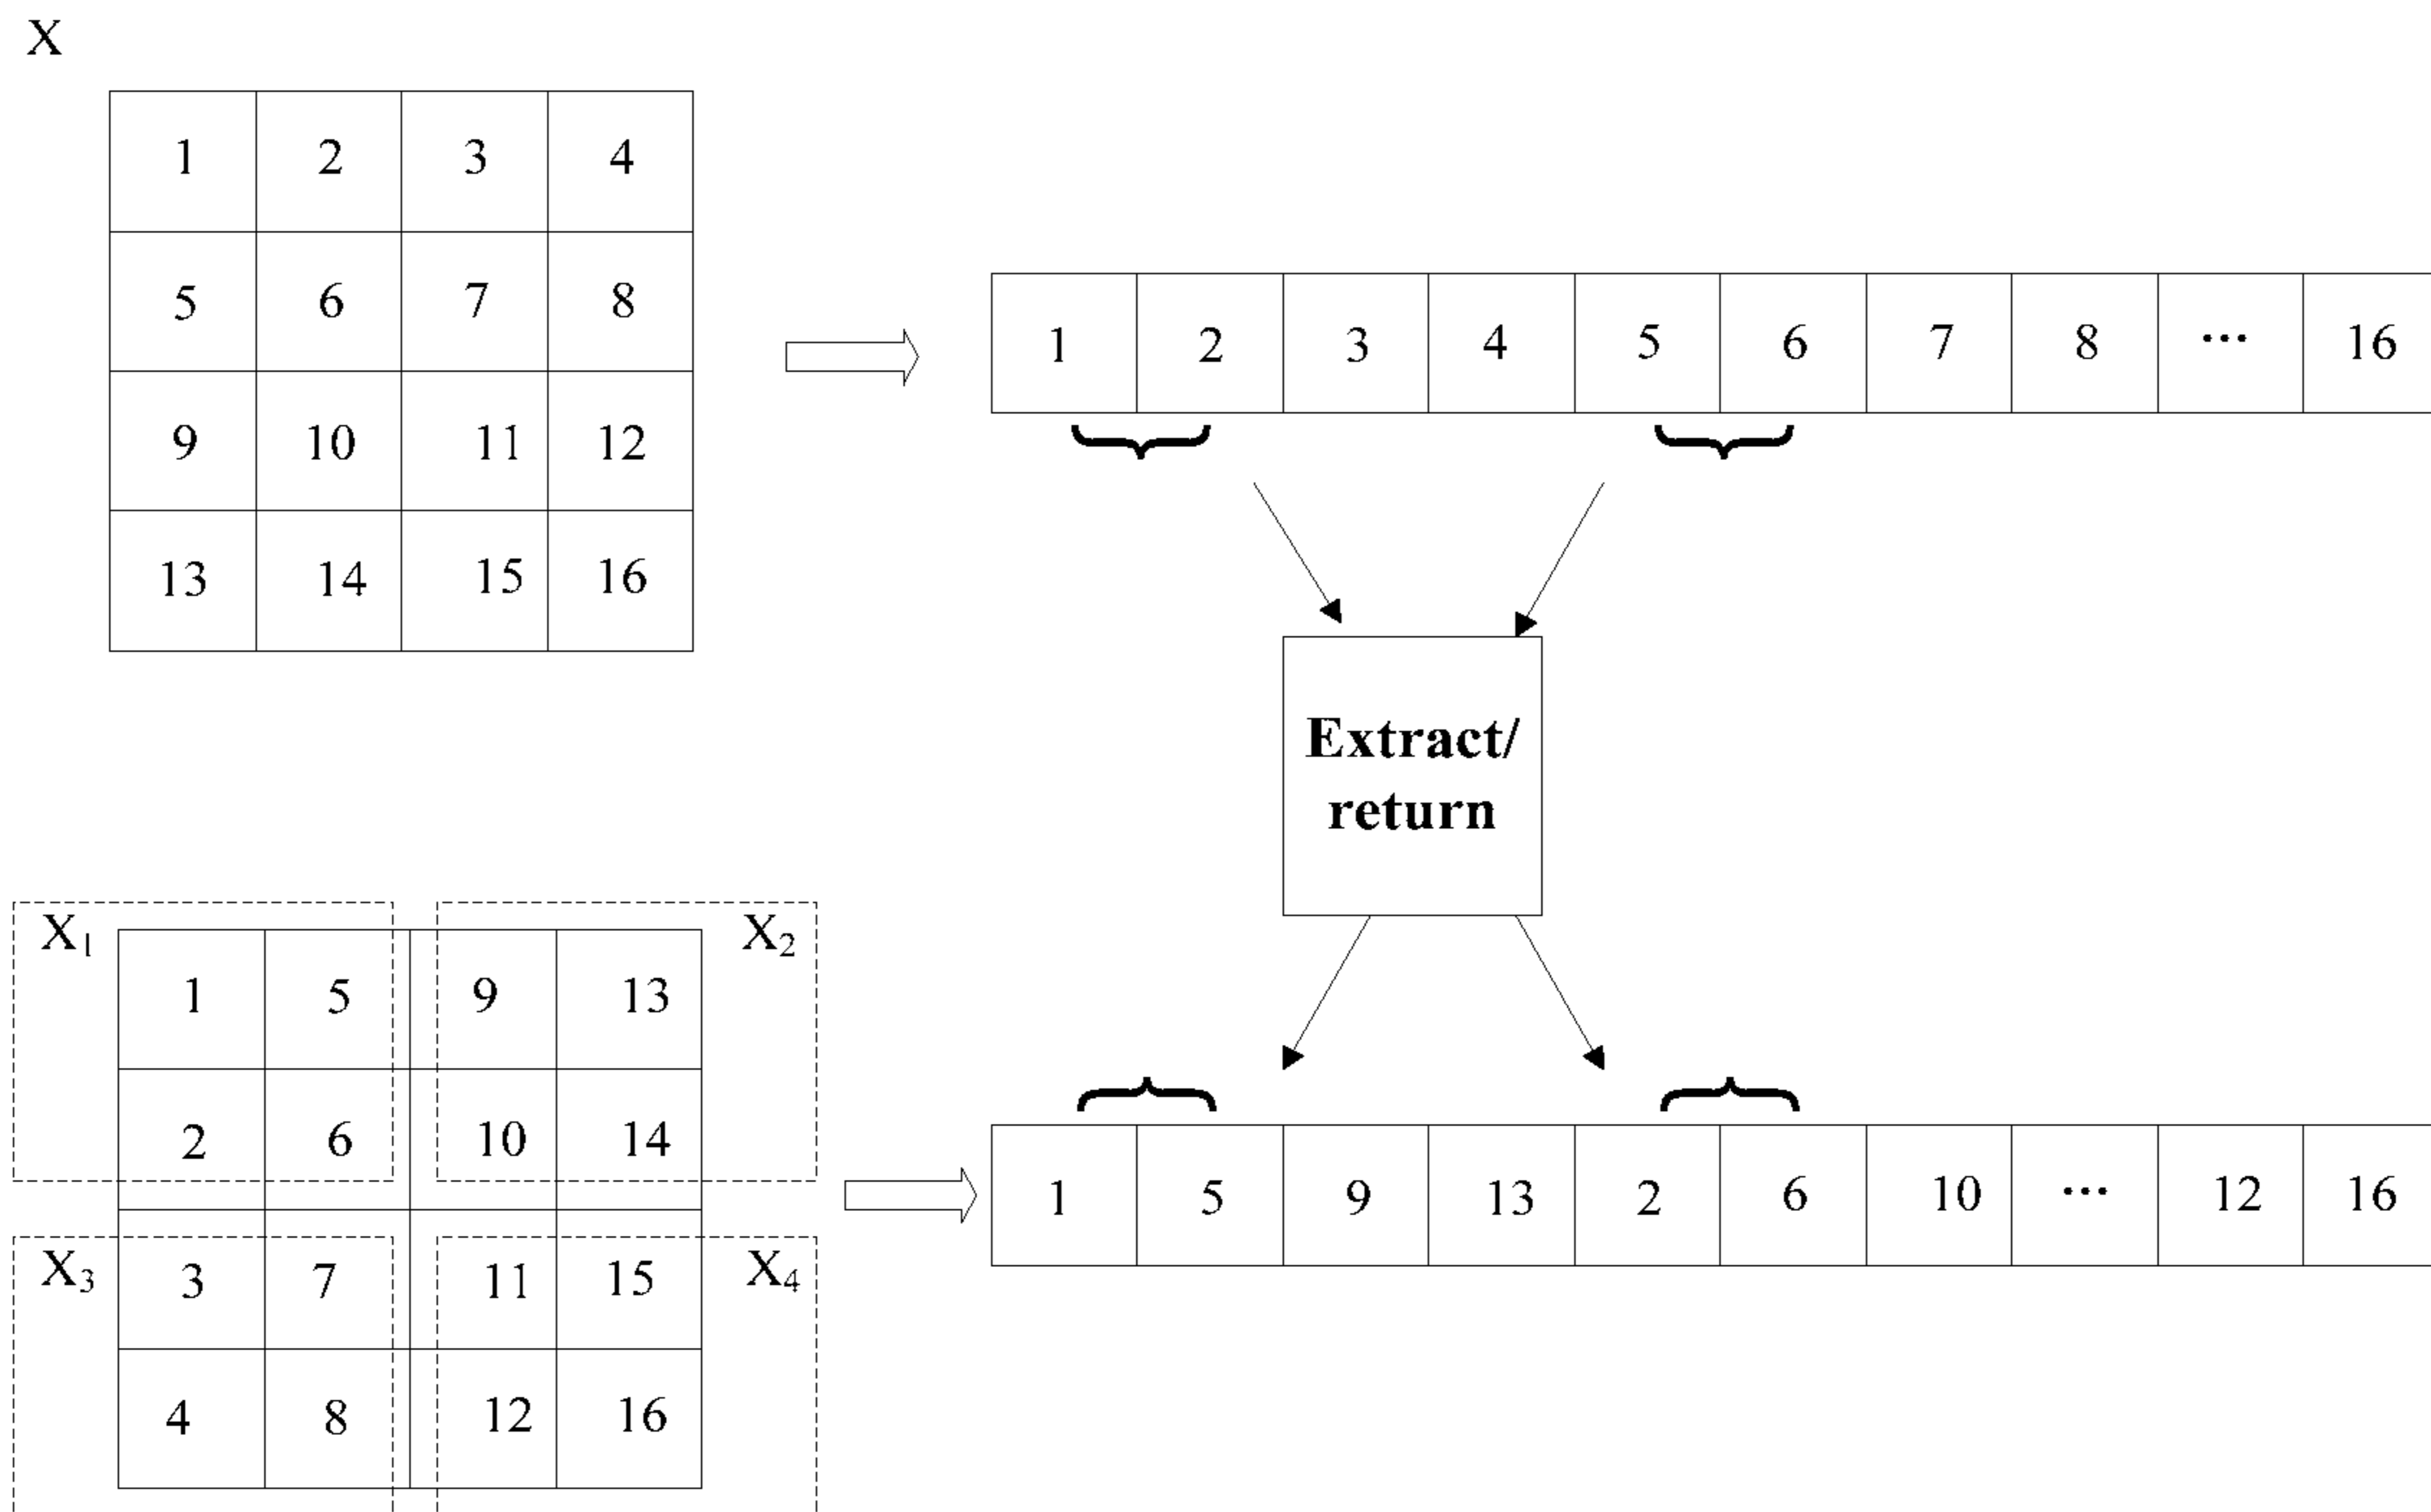 X
1 2 3 4
5 6 7 8
9 10 11 12
13 14 15 16
1 2 3 4 5 6 7 8 ... 16
Extract/
return
X1 X2
1 5 9 13
2 6 10 14
X3 X4
3 7 11 15
4 8 12 16
1 5 9 13 2 6 10 ... 12 16